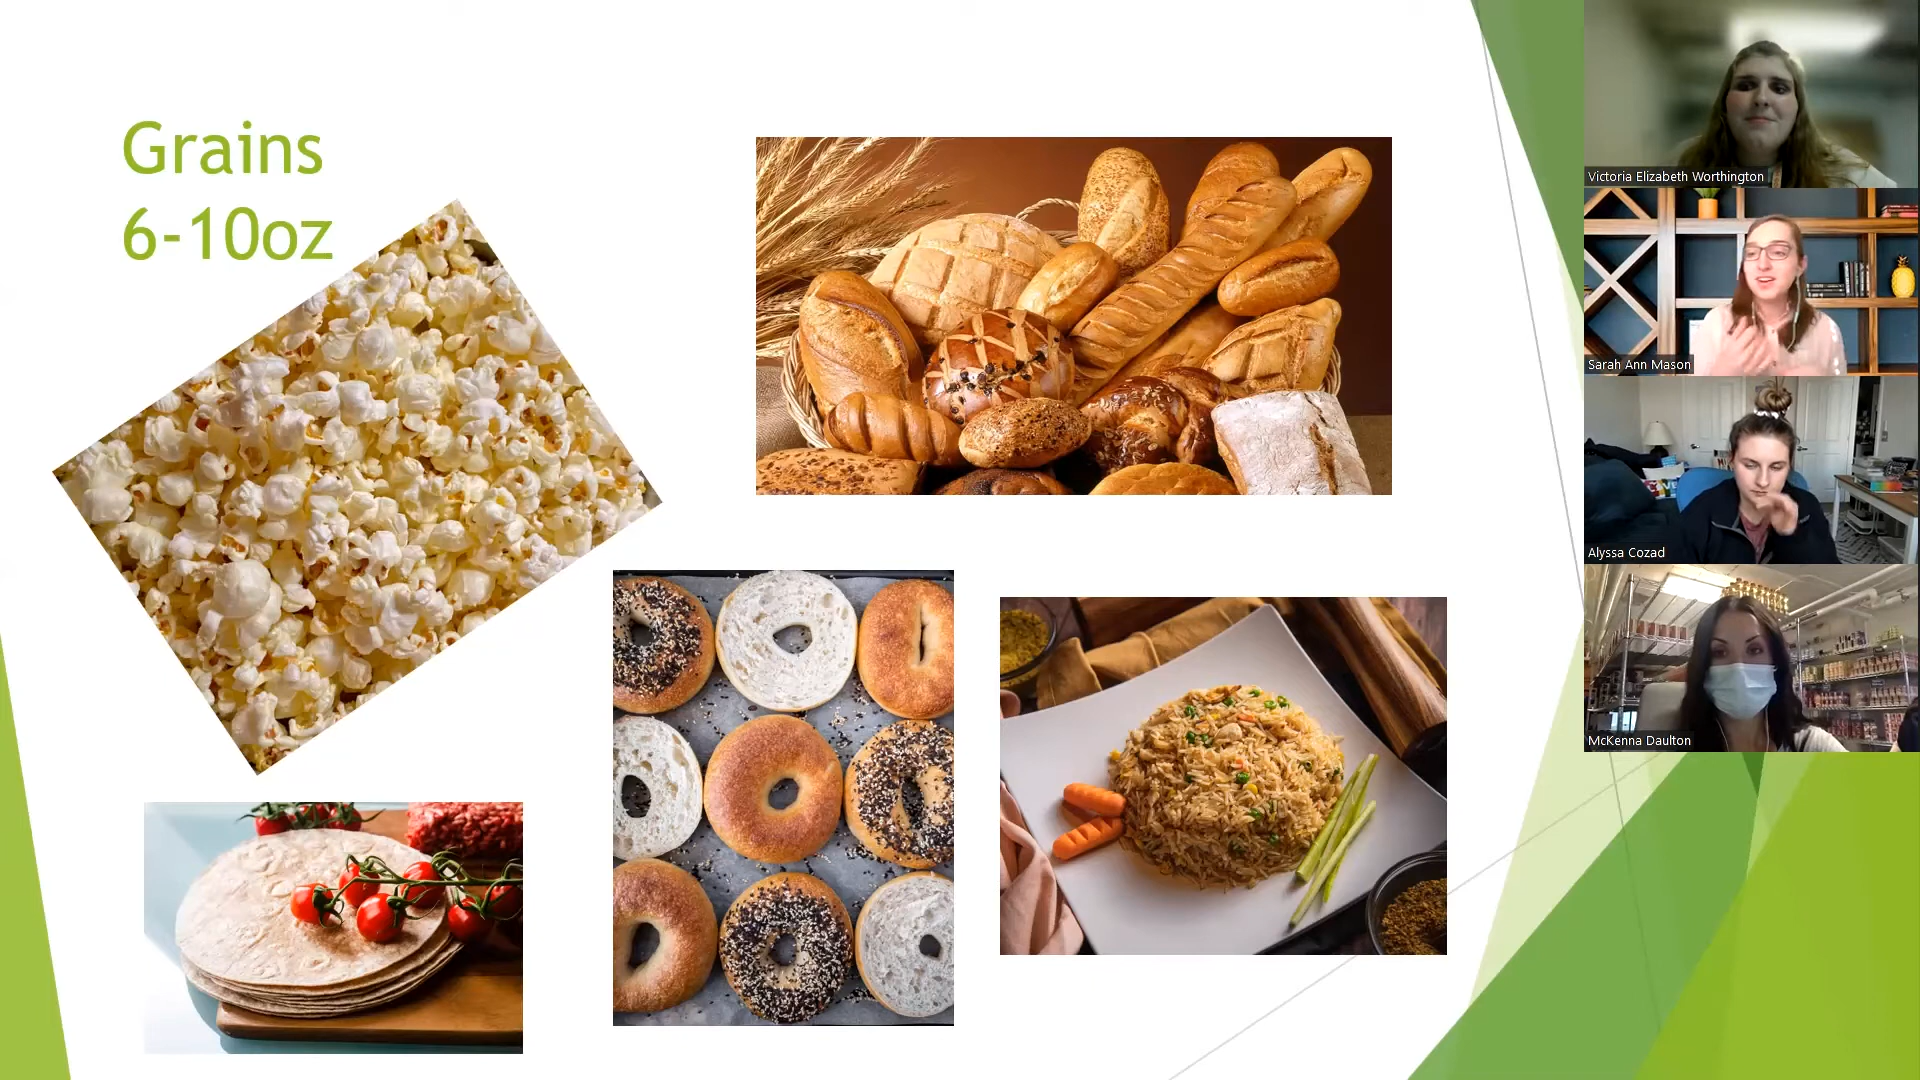 Grains
6-10oz
Victoria Elizabeth Worthington
Sarah Ann Mason
Alyssa Cozad
McKenna Daulton